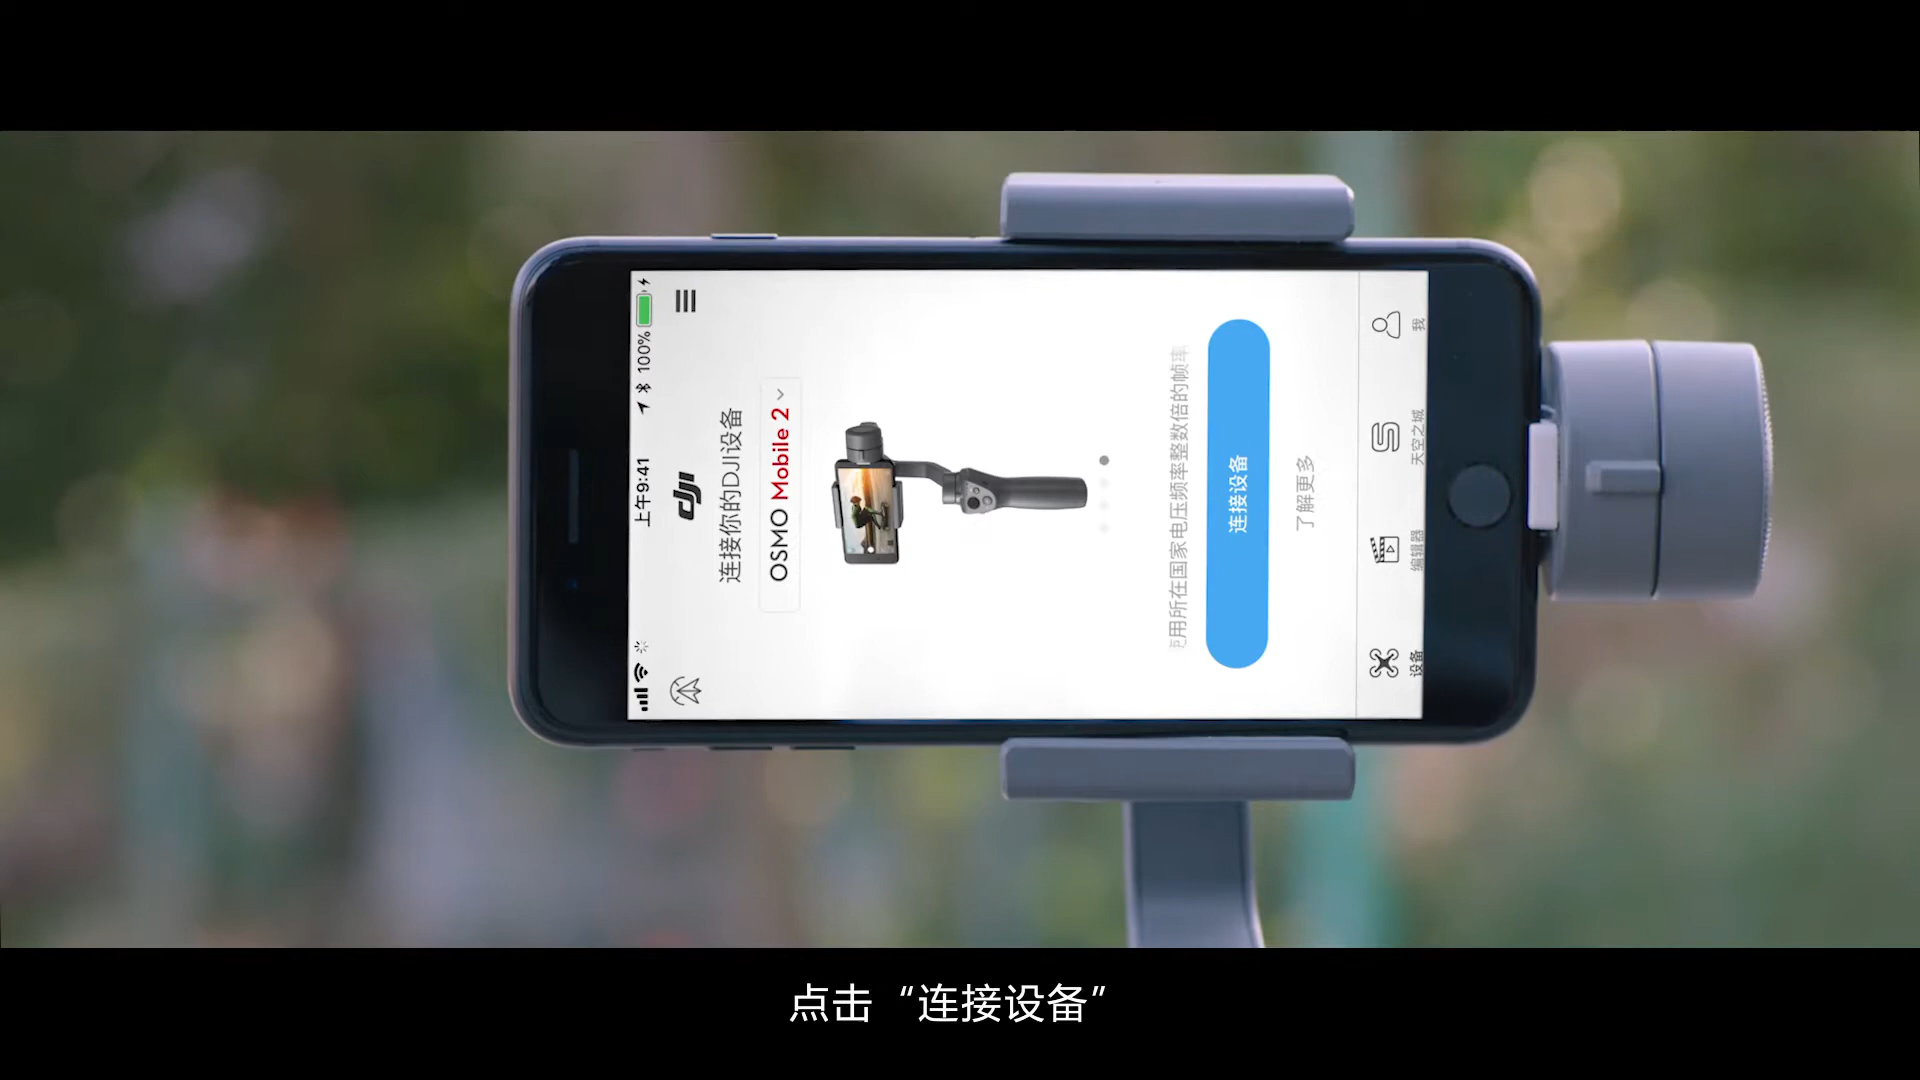 上午9:41
100%
dji
连接你的DJI设备
OSMO Mobile 2
用所在国家电压频率整数倍的帧率
连接设备
了解更多
设备
编辑器
天空之城
我
点击“连接设备”